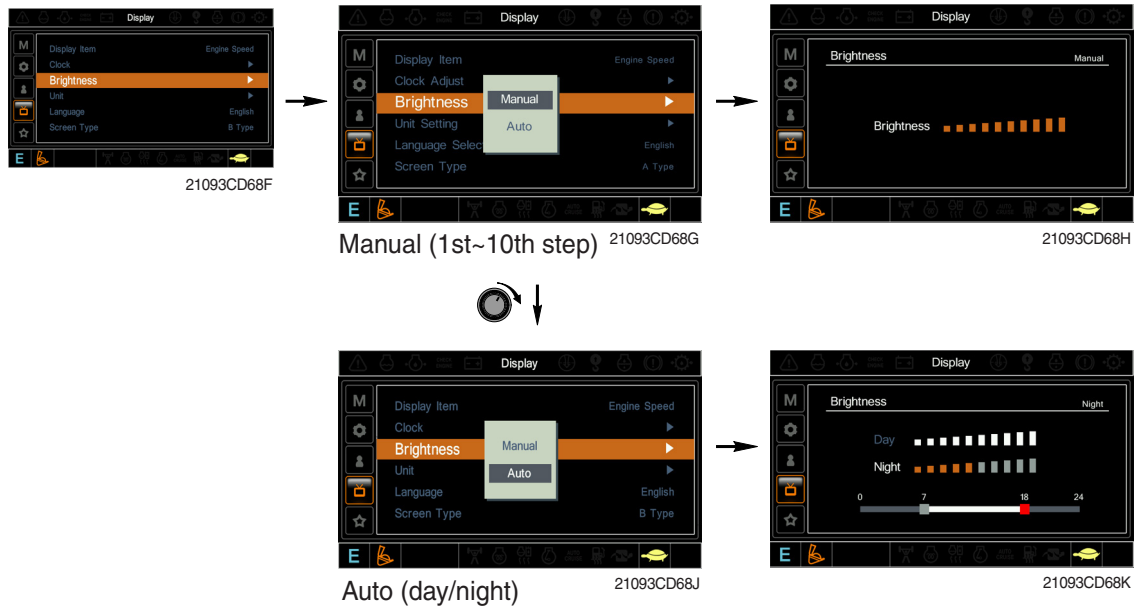 Display
M
Display Item Engine Speed
Clock
Brightness
Unit
Language English
Screen Type B Type
E
21093CD68F
Display
M
Display Item Engine Speed
Clock Adjust
Brightness
Unit Setting
Language Selec
Screen Type
English
A Type
Manual
Auto
E
Manual (1st~10th step) 21093CD68G
Display
M
Brightness Manual
Brightness
E
21093CD68H
Display
M
Display Item Engine Speed
Clock
Brightness
Unit
Language English
Screen Type B Type
Manual
Auto
E
Auto (day/night) 21093CD68J
Display
M
Brightness Night
Day
Night
0 7 18 24
E
21093CD68K